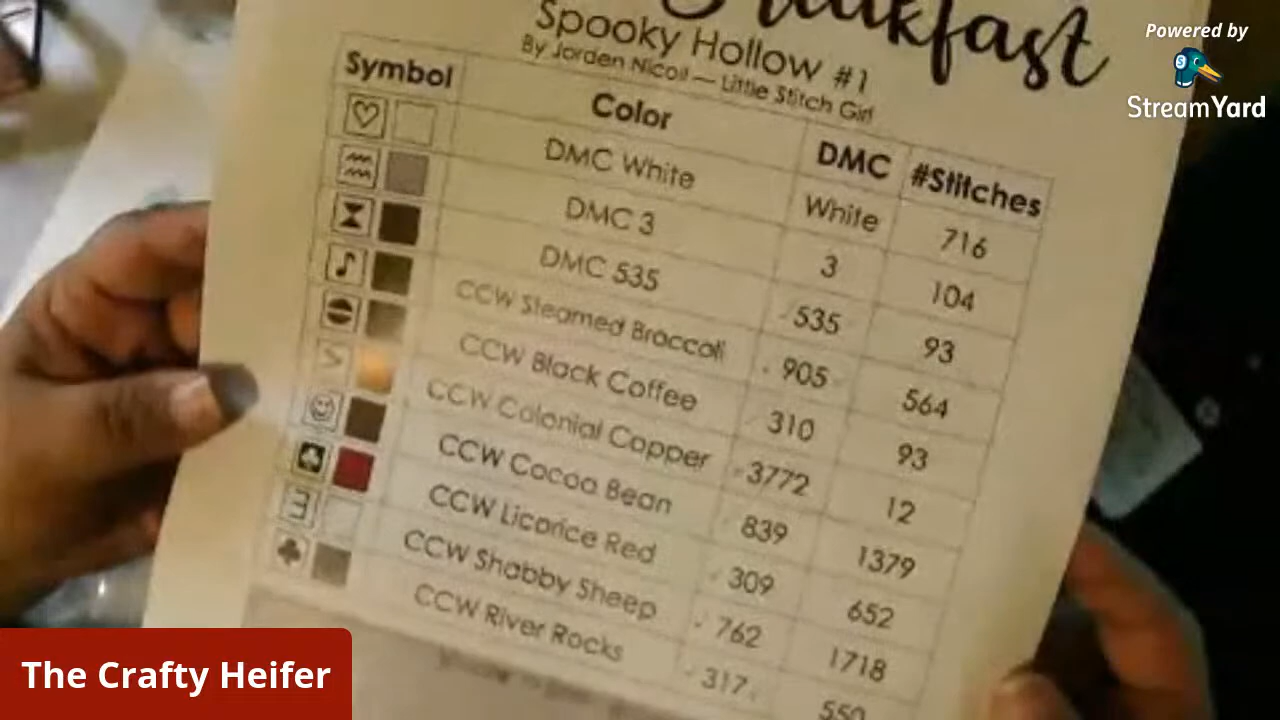 Breakfast
Spooky Hollow #1
By Jorden Nicoll — Little Stitch Girl
Symbol Color DMC #Stitches
DMC White White 716
DMC 3 3 104
DMC 535 535 93
CCW Steamed Broccoli 905 564
CCW Black Coffee 310 93
CCW Colonial Copper 3772 12
CCW Cocoa Bean 839 1379
CCW Licorice Red 309 652
CCW Shabby Sheep 762 1718
CCW River Rocks 317 550
Powered by
StreamYard
The Crafty Heifer